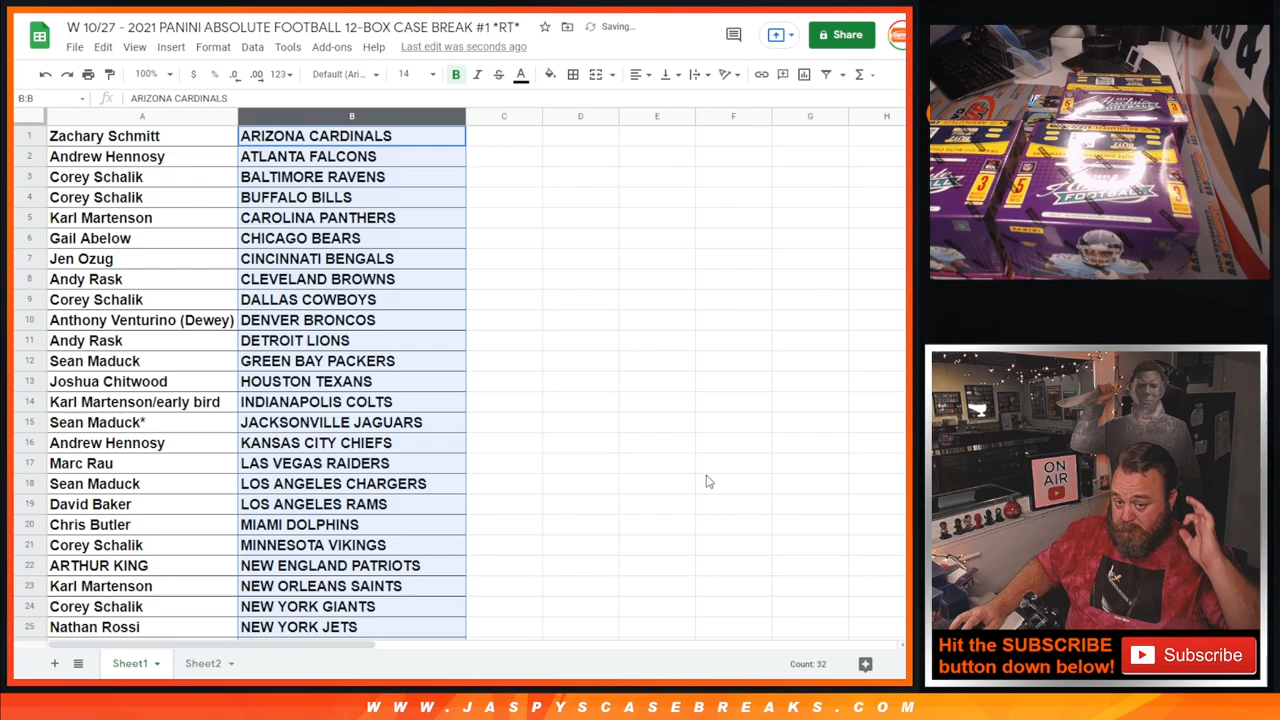 W 10/27 - 2021 PANINI ABSOLUTE FOOTBALL 12-BOX CASE BREAK #1 *RT*
Saving...
File Edit View Insert Format Data Tools Add-ons Help Last edit was seconds ago
Share
100% $ % .0 .00 123 Default (Ari... 14 B I S A
B:B fx ARIZONA CARDINALS
A B C D E F G H
1 Zachary Schmitt ARIZONA CARDINALS
2 Andrew Hennosy ATLANTA FALCONS
3 Corey Schalik BALTIMORE RAVENS
4 Corey Schalik BUFFALO BILLS
5 Karl Martenson CAROLINA PANTHERS
6 Gail Abelow CHICAGO BEARS
7 Jen Ozug CINCINNATI BENGALS
8 Andy Rask CLEVELAND BROWNS
9 Corey Schalik DALLAS COWBOYS
10 Anthony Venturino (Dewey) DENVER BRONCOS
11 Andy Rask DETROIT LIONS
12 Sean Maduck GREEN BAY PACKERS
13 Joshua Chitwood HOUSTON TEXANS
14 Karl Martenson/early bird INDIANAPOLIS COLTS
15 Sean Maduck* JACKSONVILLE JAGUARS
16 Andrew Hennosy KANSAS CITY CHIEFS
17 Marc Rau LAS VEGAS RAIDERS
18 Sean Maduck LOS ANGELES CHARGERS
19 David Baker LOS ANGELES RAMS
20 Chris Butler MIAMI DOLPHINS
21 Corey Schalik MINNESOTA VIKINGS
22 ARTHUR KING NEW ENGLAND PATRIOTS
23 Karl Martenson NEW ORLEANS SAINTS
24 Corey Schalik NEW YORK GIANTS
25 Nathan Rossi NEW YORK JETS
Sheet1 Sheet2 Count: 32
FOOTBALL
ON
AIR
Hit the SUBSCRIBE
button down below!
Subscribe
WWW.JASPYSCASEBREAKS.COM